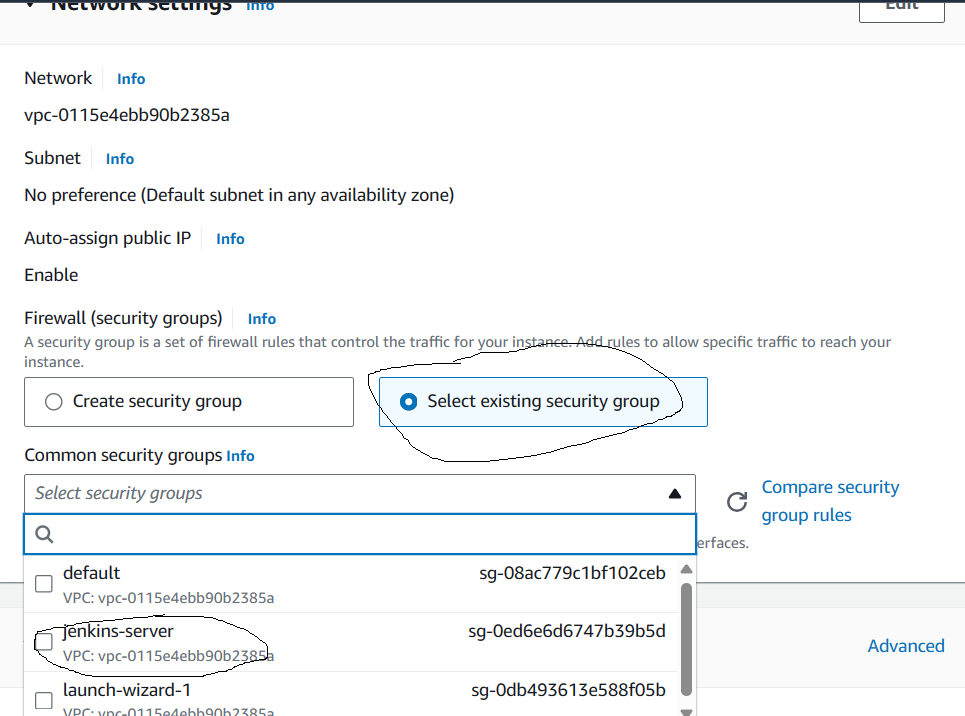 Network settings Info
Edit
Network Info
vpc-0115e4ebb90b2385a
Subnet Info
No preference (Default subnet in any availability zone)
Auto-assign public IP Info
Enable
Firewall (security groups) Info
A security group is a set of firewall rules that control the traffic for your instance. Add rules to allow specific traffic to reach your
instance.
Create security group
Select existing security group
Common security groups Info
Select security groups
Compare security
group rules
erfaces.
default sg-08ac779c1bf102ceb
VPC: vpc-0115e4ebb90b2385a
jenkins-server sg-0ed6e6d6747b39b5d
VPC: vpc-0115e4ebb90b2385a
Advanced
launch-wizard-1 sg-0db493613e588f05b
VPC: vpc-0115e4ebb90b2385a